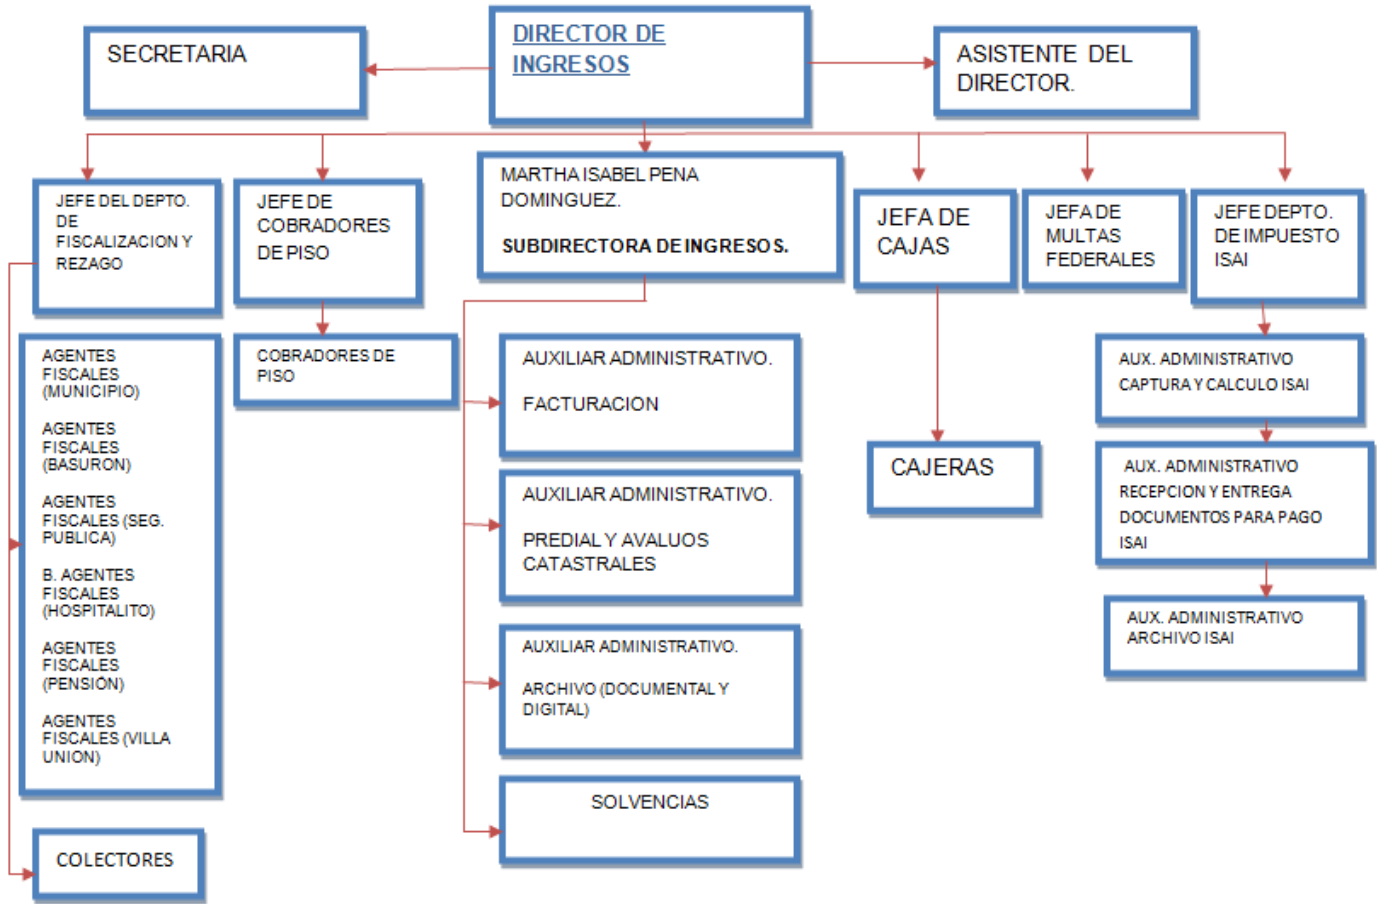 SECRETARIA
DIRECTOR DE
INGRESOS
ASISTENTE DEL
DIRECTOR.
JEFE DEL DEPTO.
DE
FISCALIZACION Y
REZAGO
JEFE DE
COBRADORES
DE PISO
MARTHA ISABEL PENA
DOMINGUEZ.
SUBDIRECTORA DE INGRESOS.
JEFA DE
CAJAS
JEFA DE
MULTAS
FEDERALES
JEFE DEPTO.
DE IMPUESTO
ISAI
AGENTES
FISCALES
(MUNICIPIO)
AGENTES
FISCALES
(BASURON)
AGENTES
FISCALES (SEG.
PUBLICA)
B. AGENTES
FISCALES
(HOSPITALITO)
AGENTES
FISCALES
(PENSIÓN)
AGENTES
FISCALES (VILLA
UNION)
COLECTORES
COBRADORES DE
PISO
AUXILIAR ADMINISTRATIVO.
FACTURACION
AUXILIAR ADMINISTRATIVO.
PREDIAL Y AVALUOS
CATASTRALES
AUXILIAR ADMINISTRATIVO.
ARCHIVO (DOCUMENTAL Y
DIGITAL)
SOLVENCIAS
CAJERAS
AUX. ADMINISTRATIVO
CAPTURA Y CALCULO ISAI
AUX. ADMINISTRATIVO
RECEPCION Y ENTREGA
DOCUMENTOS PARA PAGO
ISAI
AUX. ADMINISTRATIVO
ARCHIVO ISAI